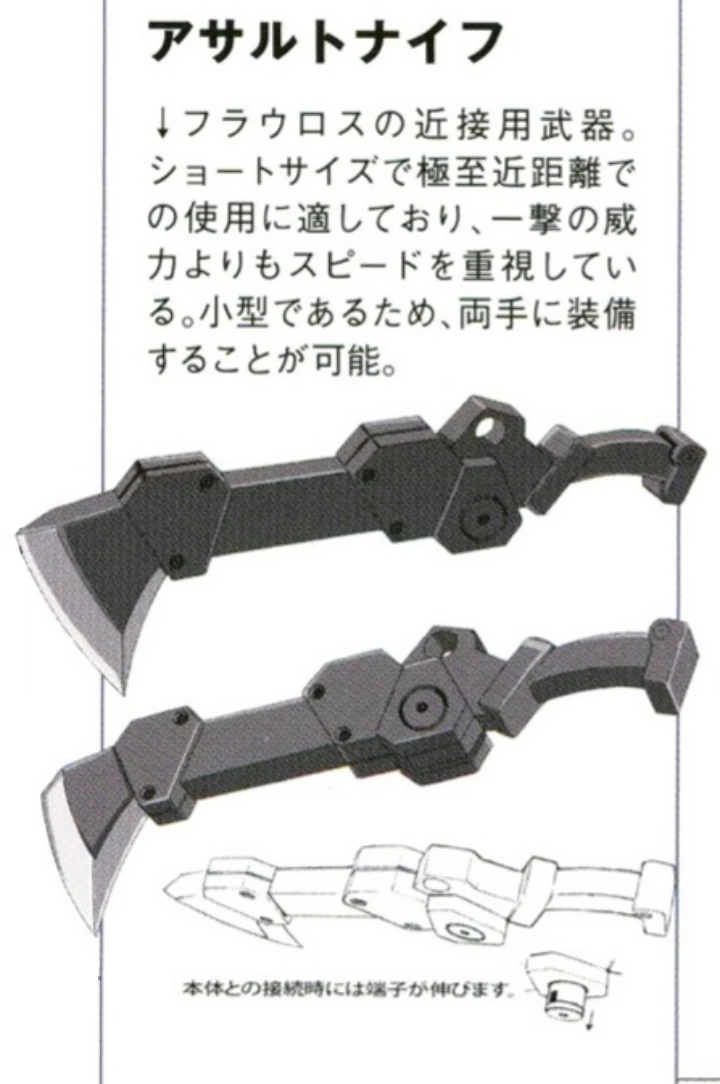 アサルトナイフ
↓フラウロスの近接用武器。
ショートサイズで極至近距離で
の使用に適しており、一撃の威
力よりもスピードを重視してい
る。小型であるため、両手に装備
することが可能。
本体との接続時には端子が伸びます。